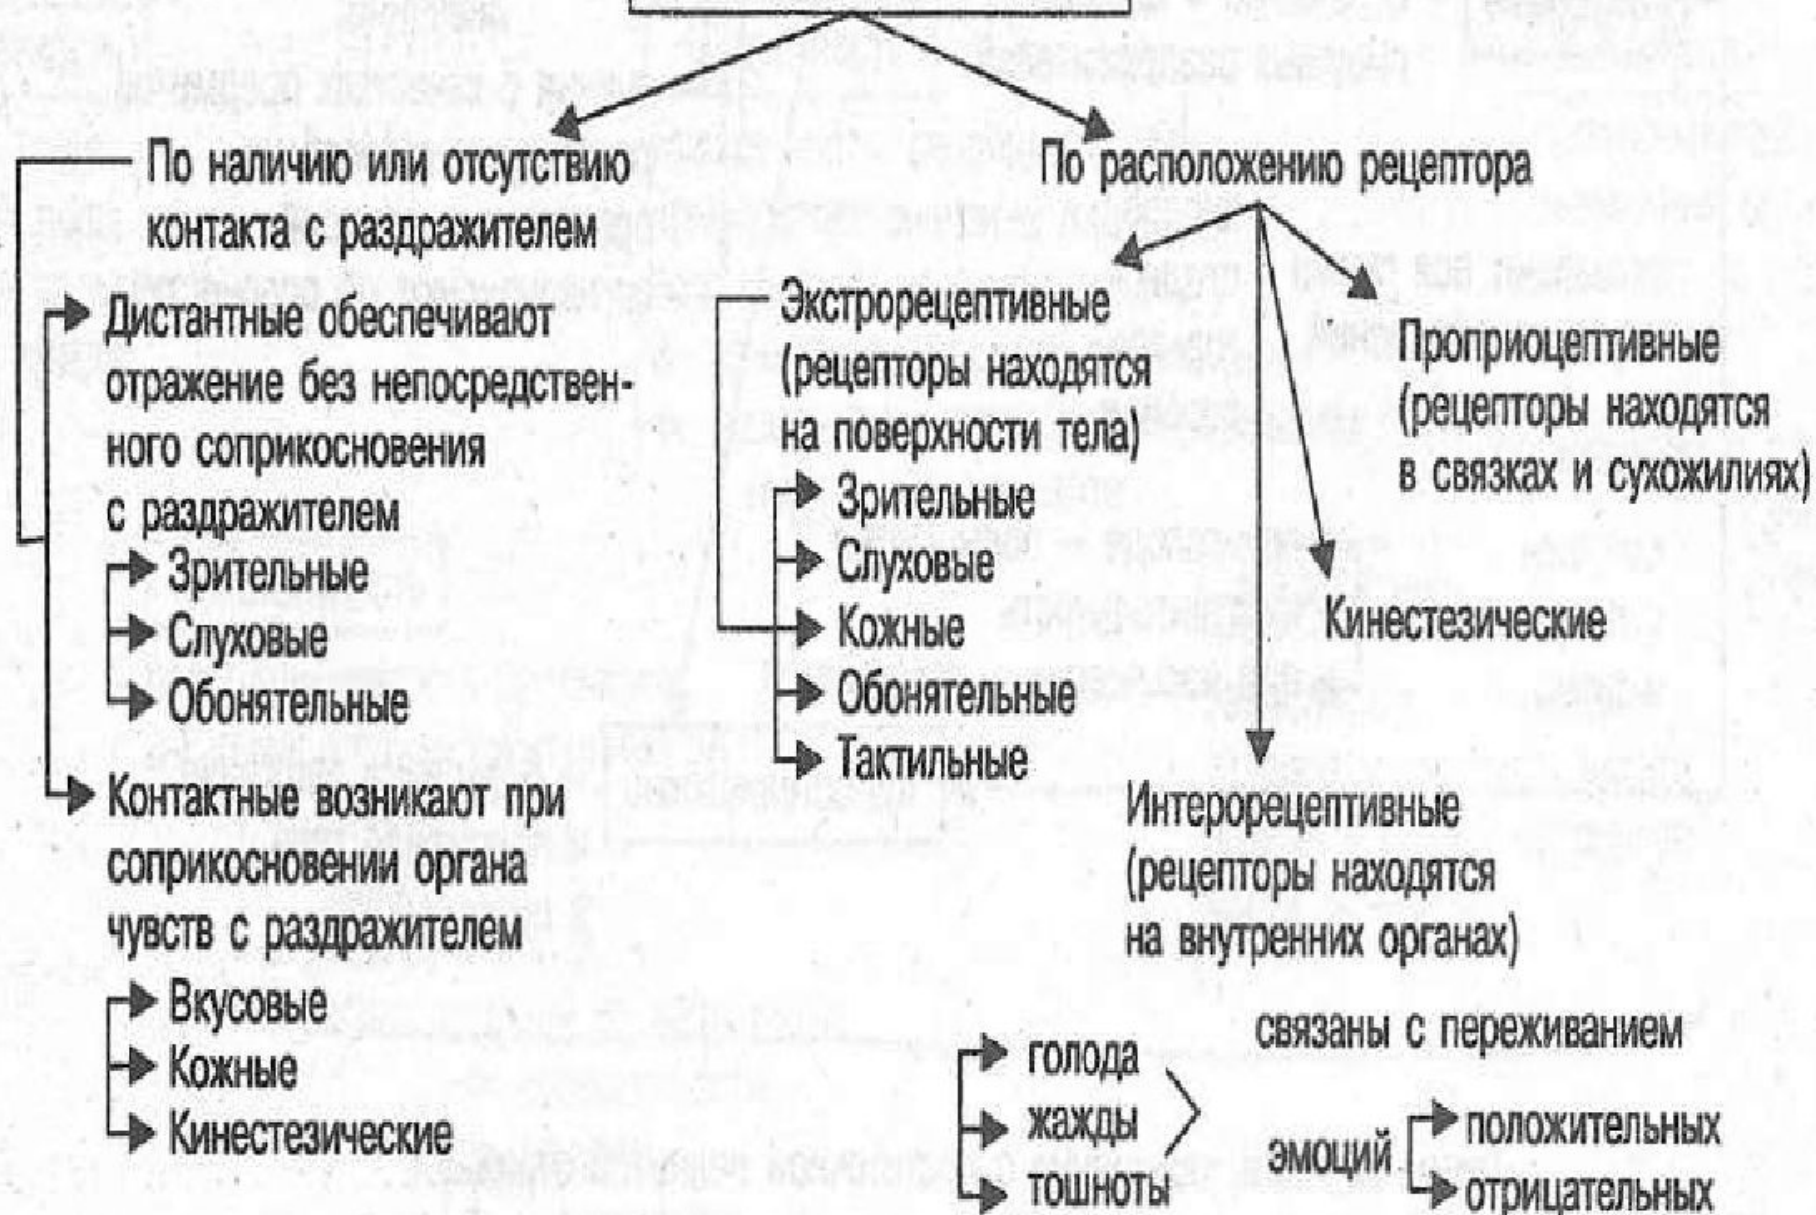 По наличию или отсутствию
контакта с раздражителем
Дистантные обеспечивают
отражение без непосредствен-
ного соприкосновения
с раздражителем
Зрительные
Слуховые
Обонятельные
Контактные возникают при
соприкосновении органа
чувств с раздражителем
Вкусовые
Кожные
Кинестезические
По расположению рецептора
Экстрорецептивные
(рецепторы находятся
на поверхности тела)
Зрительные
Слуховые
Кожные
Обонятельные
Тактильные
Проприоцептивные
(рецепторы находятся
в связках и сухожилиях)
Кинестезические
Интерорецептивные
(рецепторы находятся
на внутренних органах)
голода
жажды
тошноты
связаны с переживанием
эмоций
положительных
отрицательных